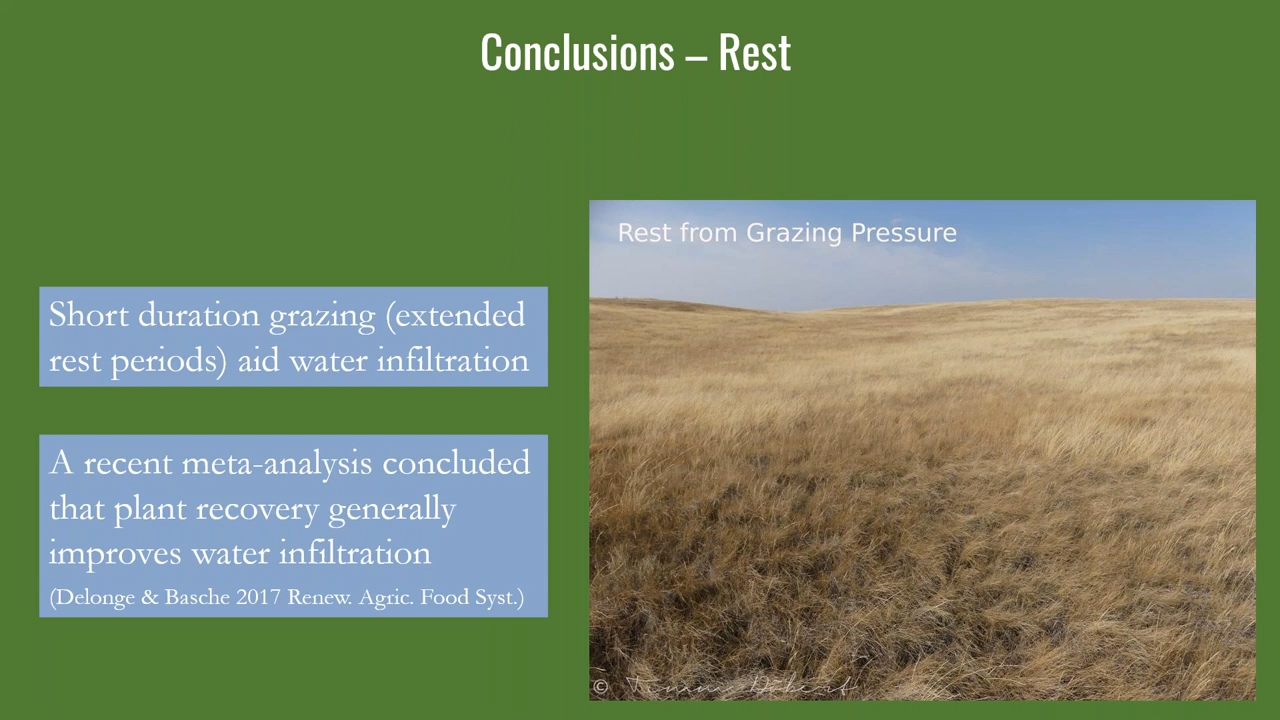 Conclusions – Rest
Rest from Grazing Pressure
Short duration grazing (extended
rest periods) aid water infiltration
A recent meta-analysis concluded
that plant recovery generally
improves water infiltration
(Delonge & Basche 2017 Renew. Agric. Food Syst.)
©